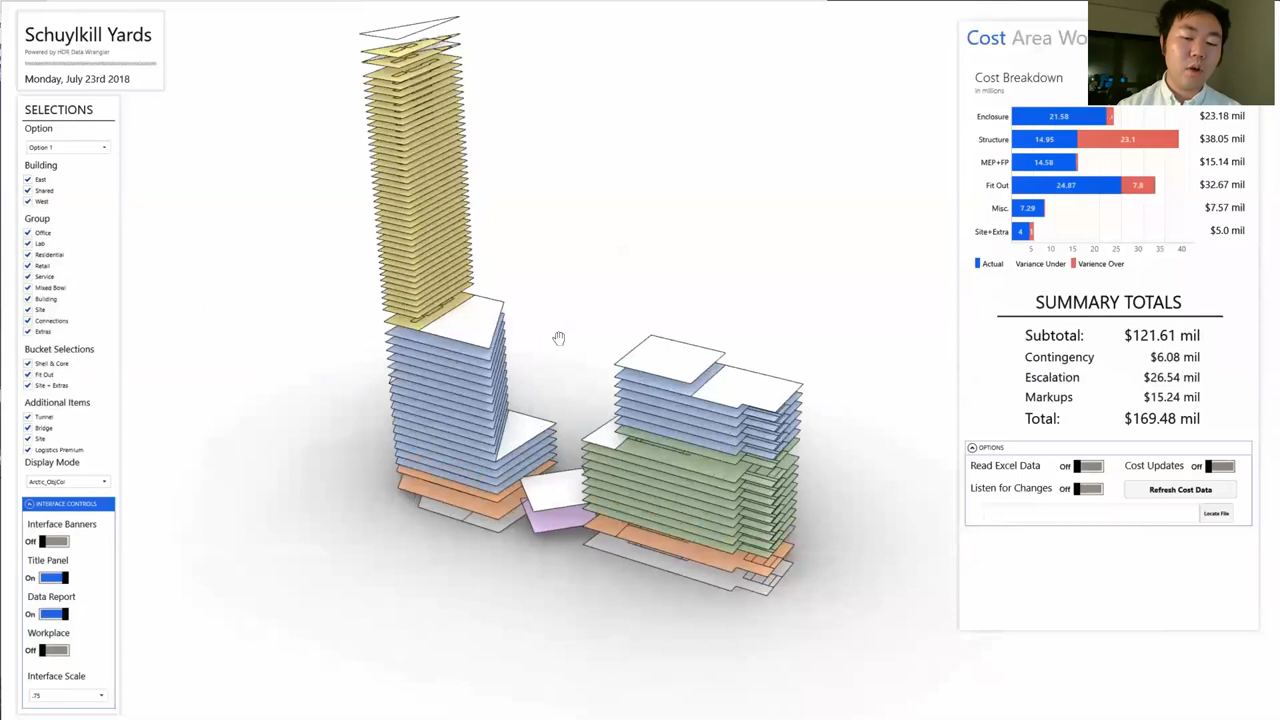 Schuylkill Yards
Powered by HDR Data Wrangler
Monday, July 23rd 2018
SELECTIONS
Option
Option 1
Building
East
Shared
West
Group
Office
Lab
Residential
Retail
Service
Mixed Bowl
Building
Site
Connections
Extras
Bucket Selections
Shell & Core
Fit Out
Site + Extras
Additional Items
Tunnel
Bridge
Site
Logistics Premium
Display Mode
Arctic_ObjCol
INTERFACE CONTROLS
Interface Banners
Off
Title Panel
On
Data Report
On
Workplace
Off
Interface Scale
.75
Cost Area Wo
Cost Breakdown
in millions
Enclosure 21.58 $23.18 mil
Structure 14.95 23.1 $38.05 mil
MEP+FP 14.58 $15.14 mil
Fit Out 24.87 7.8 $32.67 mil
Misc. 7.29 $7.57 mil
Site+Extra 4 $5.0 mil
5 10 15 20 25 30 35 40
Actual Variance Under Varience Over
SUMMARY TOTALS
Subtotal: $121.61 mil
Contingency $6.08 mil
Escalation $26.54 mil
Markups $15.24 mil
Total: $169.48 mil
OPTIONS
Read Excel Data Off Cost Updates Off
Listen for Changes Off Refresh Cost Data
Locate File